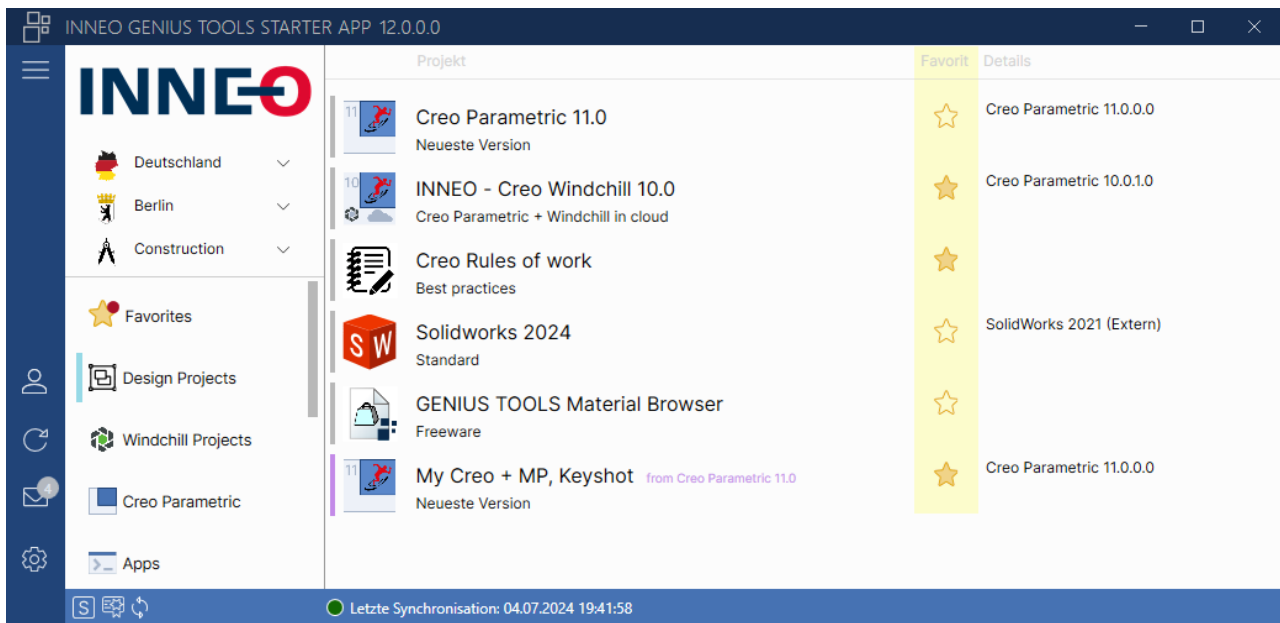 INNEO GENIUS TOOLS STARTER APP 12.0.0.0
INNEO
Deutschland
Berlin
Construction
Favorites
Design Projects
Windchill Projects
Creo Parametric
Apps
Projekt Favorit Details
11 Creo Parametric 11.0 Creo Parametric 11.0.0.0
Neueste Version
10 INNEO - Creo Windchill 10.0 Creo Parametric 10.0.1.0
Creo Parametric + Windchill in cloud
Creo Rules of work
Best practices
SW Solidworks 2024 SolidWorks 2021 (Extern)
Standard
GENIUS TOOLS Material Browser
Freeware
11 My Creo + MP, Keyshot from Creo Parametric 11.0 Creo Parametric 11.0.0.0
Neueste Version
4
S
Letzte Synchronisation: 04.07.2024 19:41:58